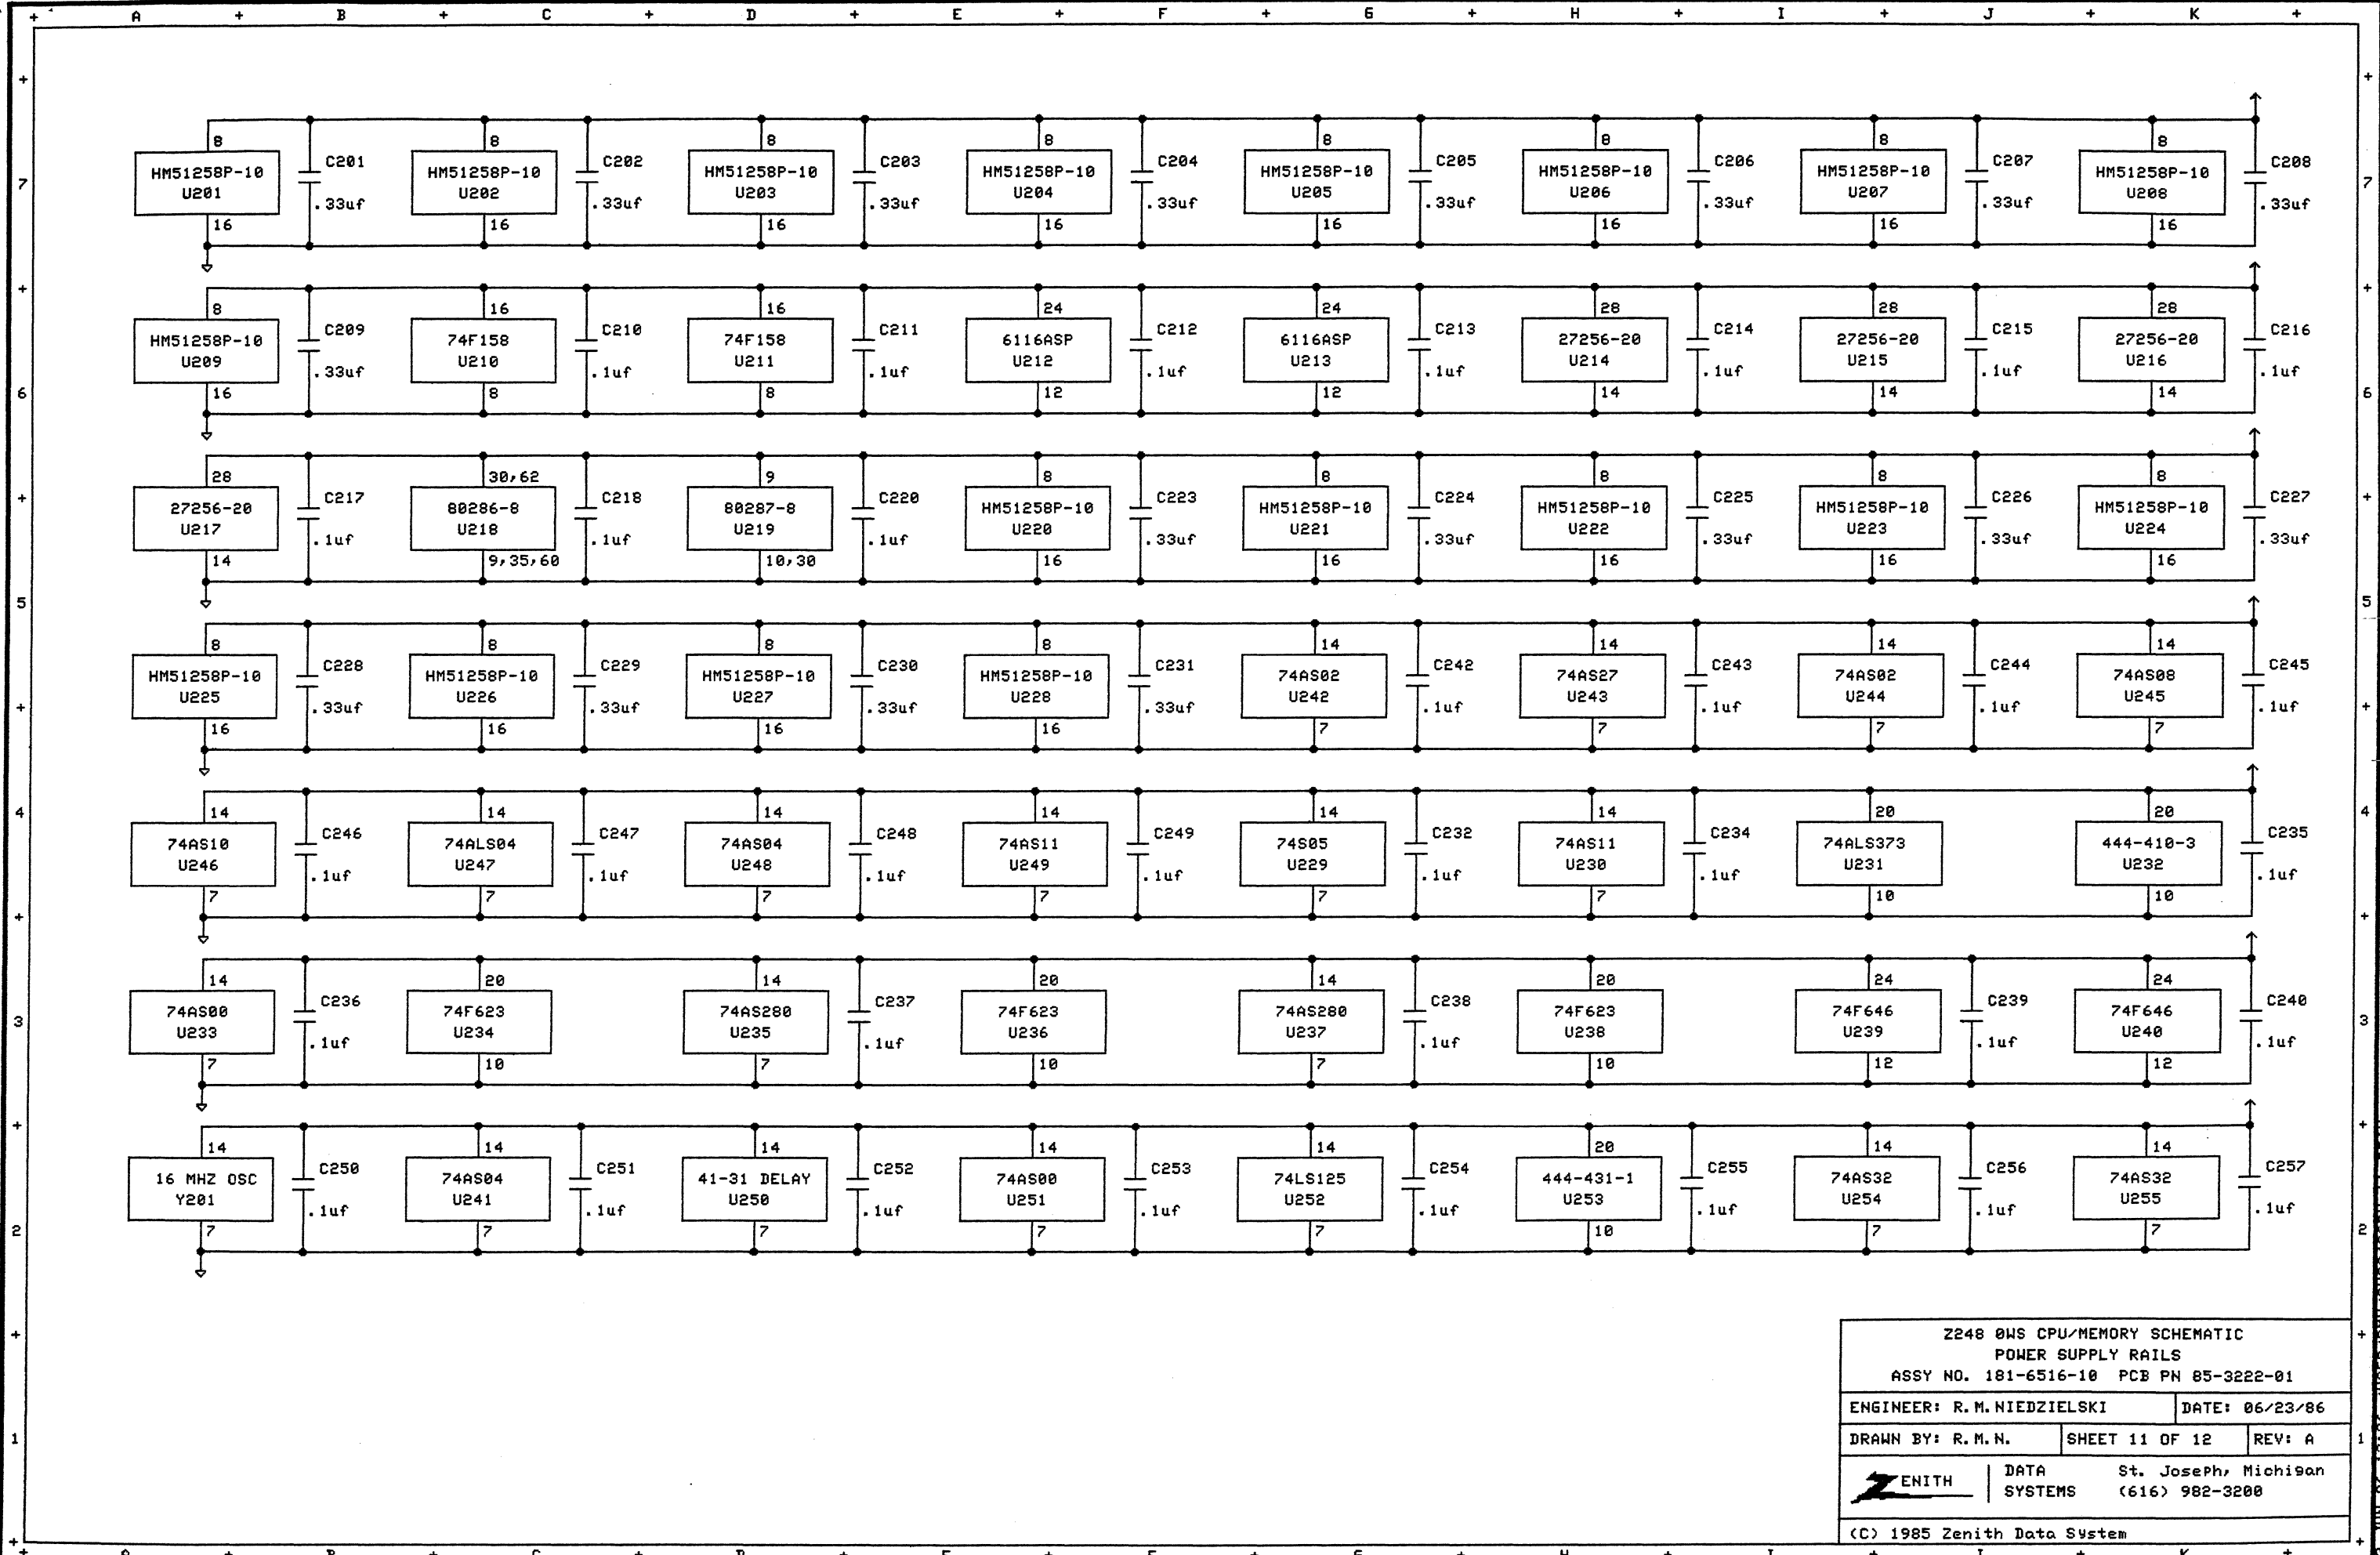 + A + B + C + D + E + F + G + H + I + J + K +
8 8 8 8 8 8 8 8
HM51258P-10 C201 HM51258P-10 C202 HM51258P-10 C203 HM51258P-10 C204 HM51258P-10 C205 HM51258P-10 C206 HM51258P-10 C207 HM51258P-10 C208
7 U201 .33uf U202 .33uf U203 .33uf U204 .33uf U205 .33uf U206 .33uf U207 .33uf U208 .33uf 7
16 16 16 16 16 16 16 16
8 16 16 24 24 28 28 28
HM51258P-10 C209 74F158 C210 74F158 C211 6116ASP C212 6116ASP C213 27256-20 C214 27256-20 C215 27256-20 C216
U209 .33uf U210 .1uf U211 .1uf U212 .1uf U213 .1uf U214 .1uf U215 .1uf U216 .1uf
6 16 8 8 12 12 14 14 14 6
28 30,62 9 8 8 8 8 8
27256-20 C217 80286-8 C218 80287-8 C220 HM51258P-10 C223 HM51258P-10 C224 HM51258P-10 C225 HM51258P-10 C226 HM51258P-10 C227
U217 .1uf U218 .1uf U219 .1uf U220 .33uf U221 .33uf U222 .33uf U223 .33uf U224 .33uf
14 9,35,60 10,30 16 16 16 16 16
5 5
8 8 8 8 14 14 14 14
HM51258P-10 C228 HM51258P-10 C229 HM51258P-10 C230 HM51258P-10 C231 74AS02 C242 74AS27 C243 74AS02 C244 74AS08 C245
U225 .33uf U226 .33uf U227 .33uf U228 .33uf U242 .1uf U243 .1uf U244 .1uf U245 .1uf
16 16 16 16 7 7 7 7
4 14 14 14 14 14 14 20 20 4
74AS10 C246 74ALS04 C247 74AS04 C248 74AS11 C249 74S05 C232 74AS11 C234 74ALS373 444-410-3 C235
U246 .1uf U247 .1uf U248 .1uf U249 .1uf U229 .1uf U230 .1uf U231 U232 .1uf
7 7 7 7 7 7 10 10
14 20 14 20 14 20 24 24
74AS00 C236 74F623 74AS280 C237 74F623 74AS280 C238 74F623 74F646 C239 74F646 C240
3 U233 .1uf U234 U235 .1uf U236 U237 .1uf U238 U239 .1uf U240 .1uf 3
7 10 7 10 7 10 12 12
14 14 14 14 14 20 14 14
16 MHZ OSC C250 74AS04 C251 41-31 DELAY C252 74AS00 C253 74LS125 C254 444-431-1 C255 74AS32 C256 74AS32 C257
Y201 .1uf U241 .1uf U250 .1uf U251 .1uf U252 .1uf U253 .1uf U254 .1uf U255 .1uf
2 7 7 7 7 7 10 7 7 2
Z248 0WS CPU/MEMORY SCHEMATIC
POWER SUPPLY RAILS
ASSY NO. 181-6516-10 PCB PN 85-3222-01
ENGINEER: R.M.NIEDZIELSKI DATE: 06/23/86
1 DRAWN BY: R.M.N. SHEET 11 OF 12 REV: A 1
ZENITH DATA SYSTEMS St. Joseph, Michigan
(616) 982-3200
(C) 1985 Zenith Data System